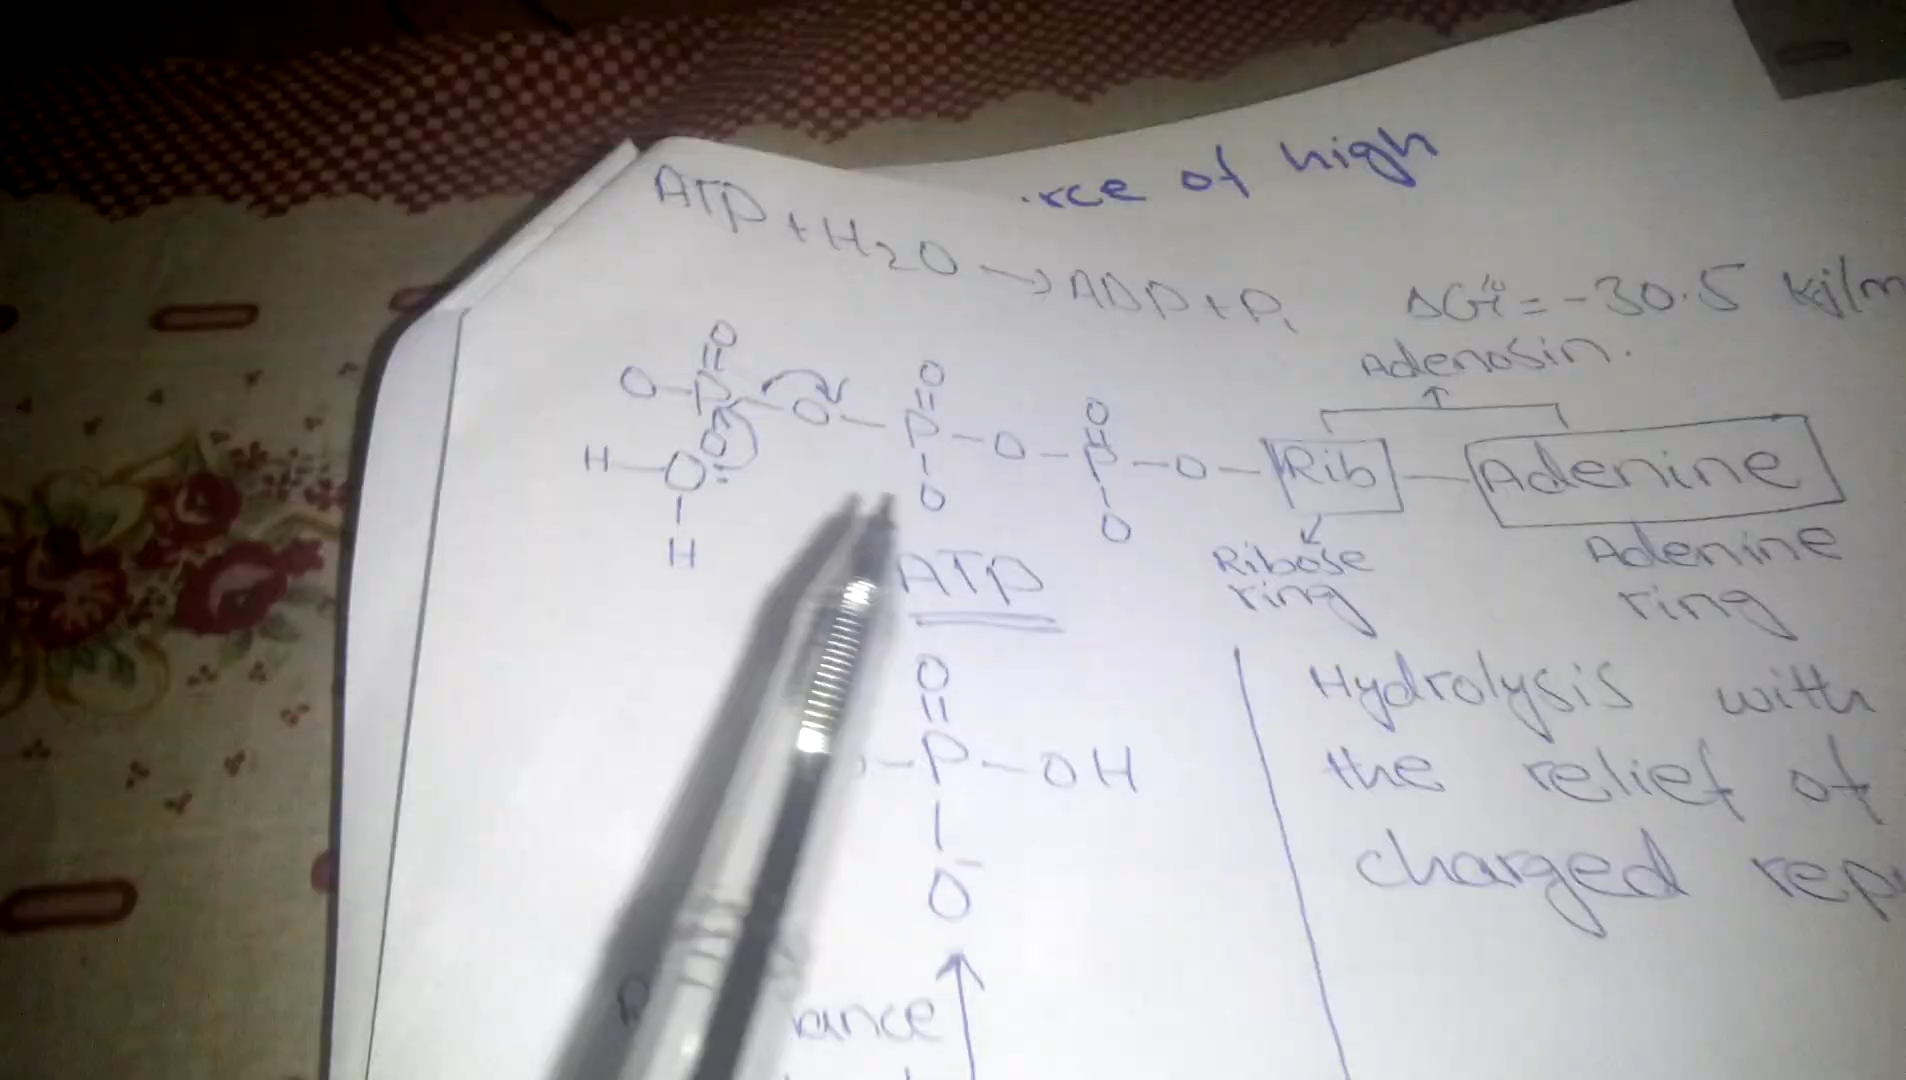 rce of high
ATP + H2O → ADP + Pi
ΔG'° = -30.5 kj/m
Adenosin.
O O O
O - P - O - P - O - P - O - Rib - Adenine
O O O
H - O
H
Ribose
ring
Adenine
ring
ATP
O
P - OH
O-
Hydrolysis with
the relief of
charged rep
ance